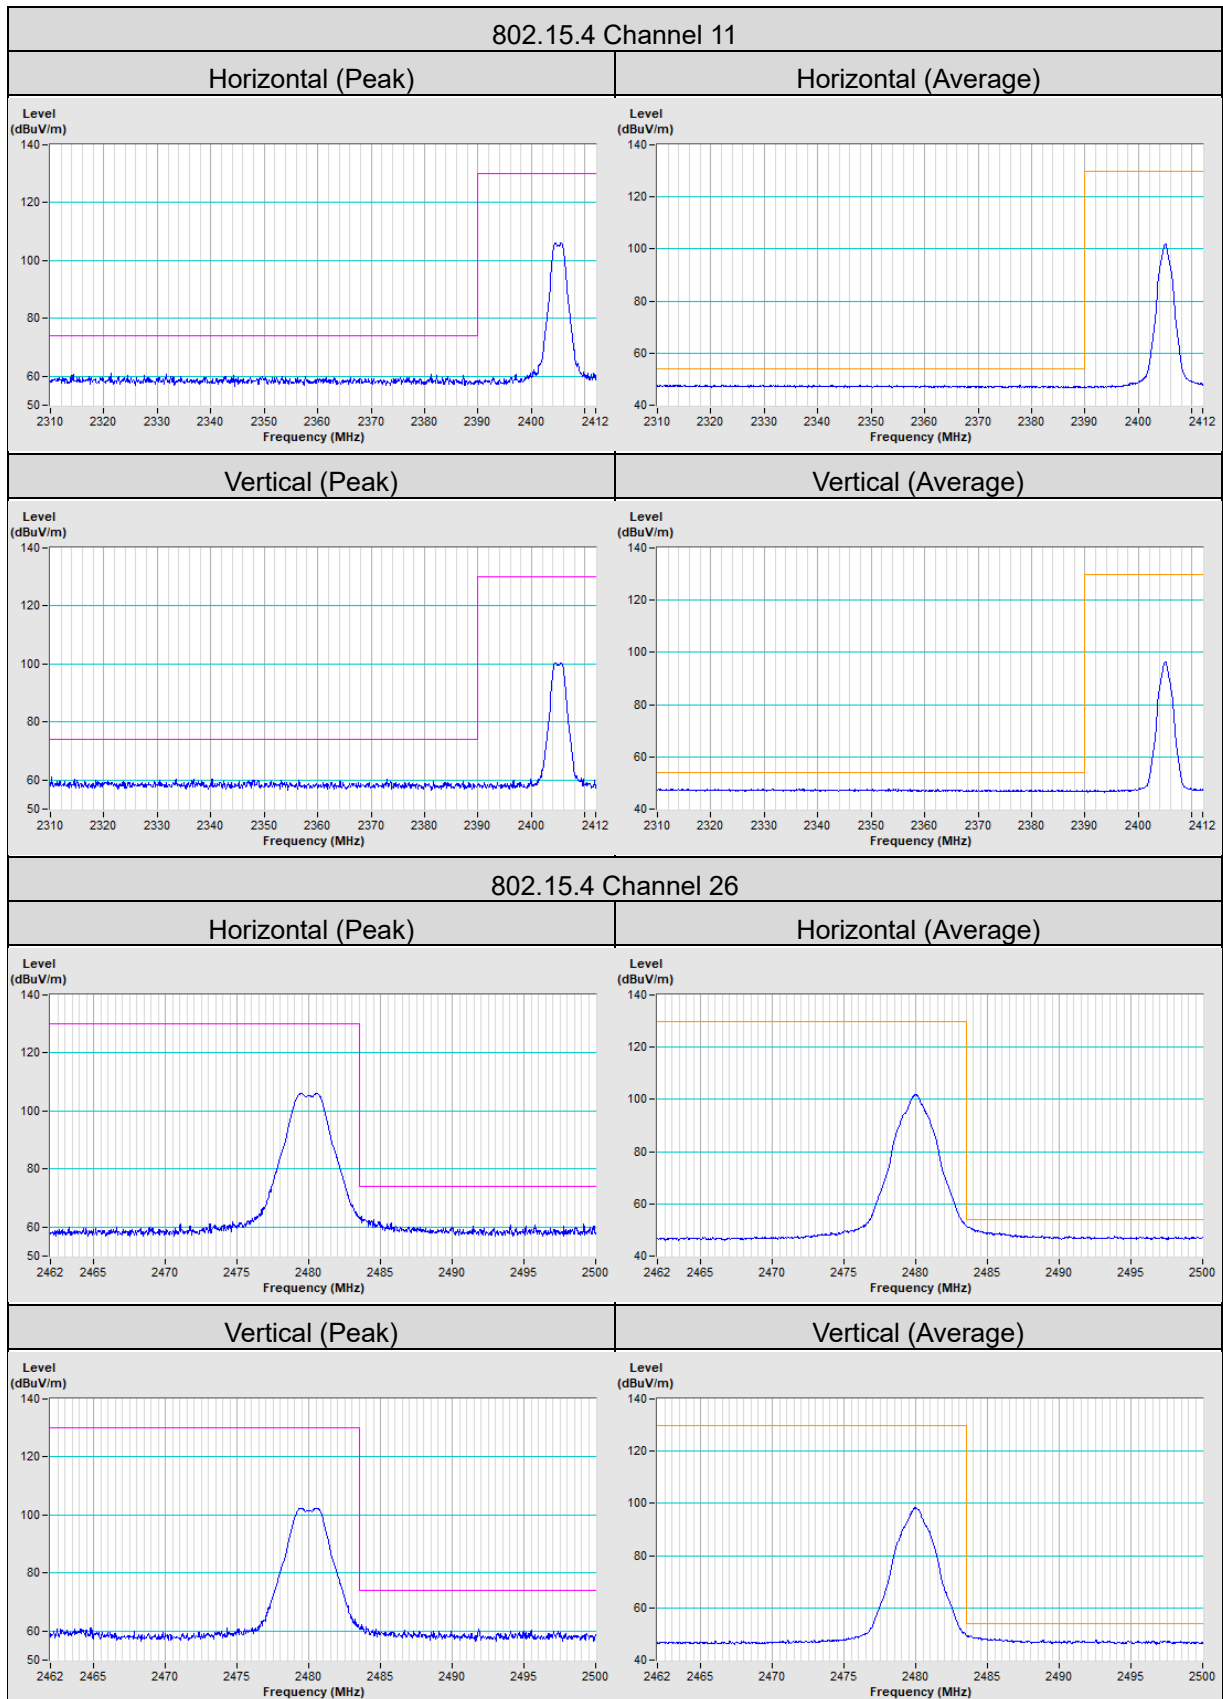 802.15.4 Channel 11
Horizontal (Peak)
Horizontal (Average)
Level
(dBuV/m)
140
120
100
80
60
50
2310 2320 2330 2340 2350 2360 2370 2380 2390 2400 2412
Frequency (MHz)
Level
(dBuV/m)
140
120
100
80
60
40
2310 2320 2330 2340 2350 2360 2370 2380 2390 2400 2412
Frequency (MHz)
Vertical (Peak)
Vertical (Average)
Level
(dBuV/m)
140
120
100
80
60
50
2310 2320 2330 2340 2350 2360 2370 2380 2390 2400 2412
Frequency (MHz)
Level
(dBuV/m)
140
120
100
80
60
40
2310 2320 2330 2340 2350 2360 2370 2380 2390 2400 2412
Frequency (MHz)
802.15.4 Channel 26
Horizontal (Peak)
Horizontal (Average)
Level
(dBuV/m)
140
120
100
80
60
50
2462 2465 2470 2475 2480 2485 2490 2495 2500
Frequency (MHz)
Level
(dBuV/m)
140
120
100
80
60
40
2462 2465 2470 2475 2480 2485 2490 2495 2500
Frequency (MHz)
Vertical (Peak)
Vertical (Average)
Level
(dBuV/m)
140
120
100
80
60
50
2462 2465 2470 2475 2480 2485 2490 2495 2500
Frequency (MHz)
Level
(dBuV/m)
140
120
100
80
60
40
2462 2465 2470 2475 2480 2485 2490 2495 2500
Frequency (MHz)